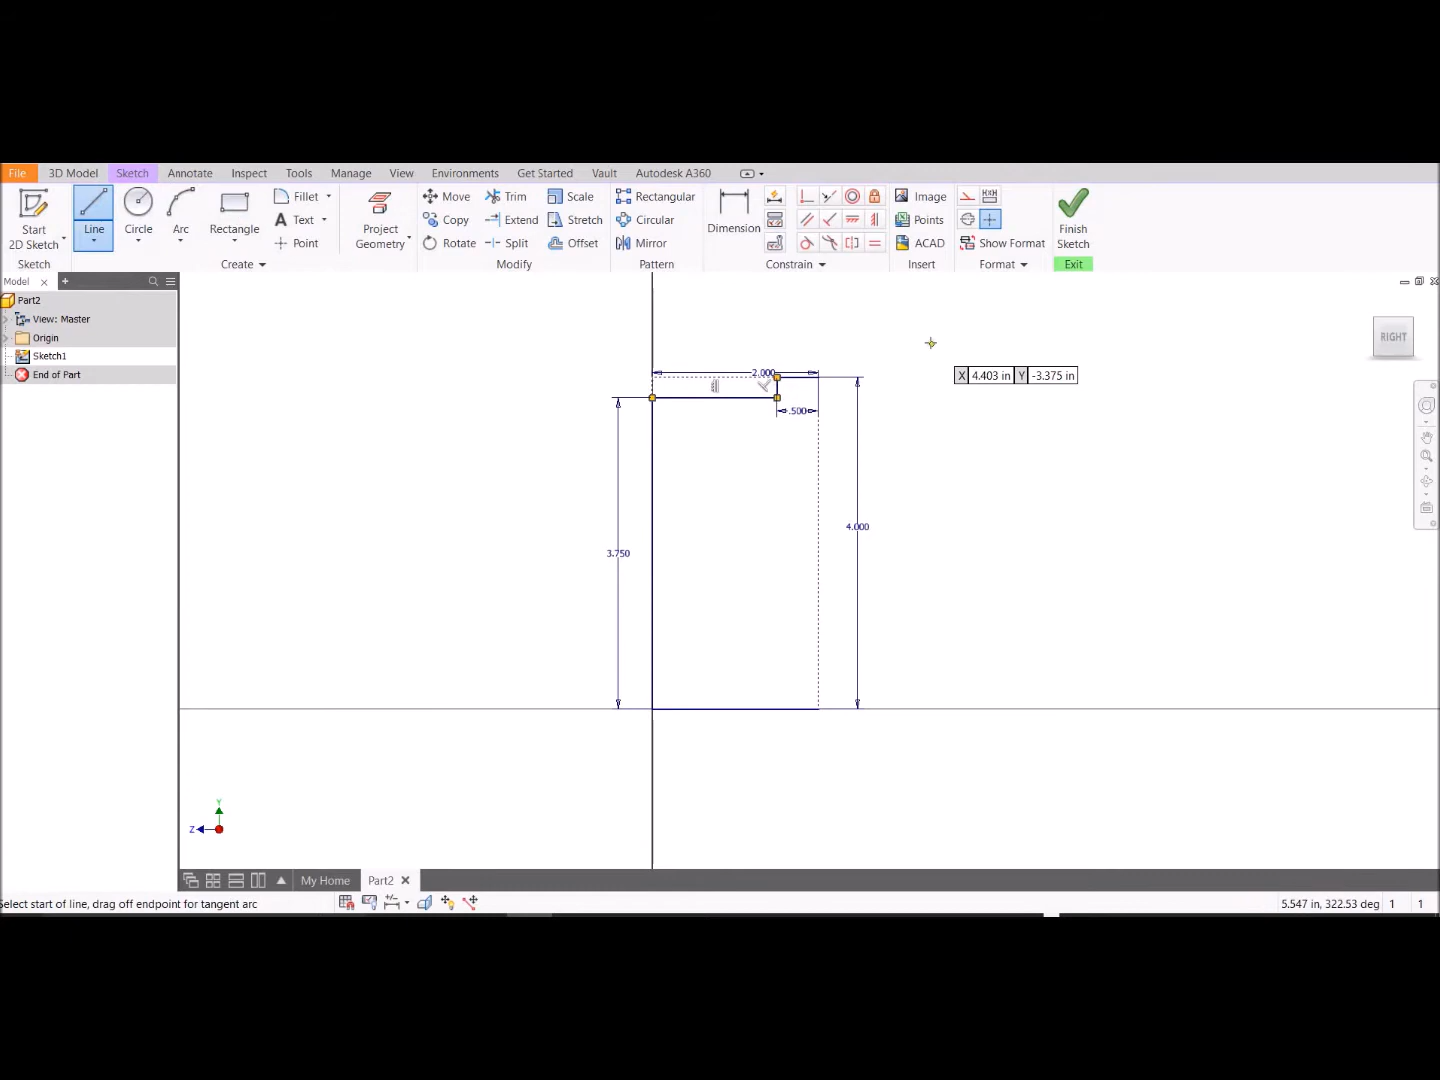 File 3D Model Sketch Annotate Inspect Tools Manage View Environments Get Started Vault Autodesk A360
Start
2D Sketch
Line
Circle
Arc
Rectangle
Fillet
Text
Point
Project
Geometry
Move
Copy
Rotate
Trim
Extend
Split
Scale
Stretch
Offset
Rectangular
Circular
Mirror
Dimension
Image
Points
ACAD
Show Format
Finish
Sketch
Sketch Create Modify Pattern Constrain Insert Format Exit
Model × +
Part2
View: Master
Origin
Sketch1
End of Part
RIGHT
2.000
X 4.403 in Y -3.375 in
.500
4.000
3.750
Y
Z
My Home Part2 ×
Select start of line, drag off endpoint for tangent arc
5.547 in, 322.53 deg 1 1